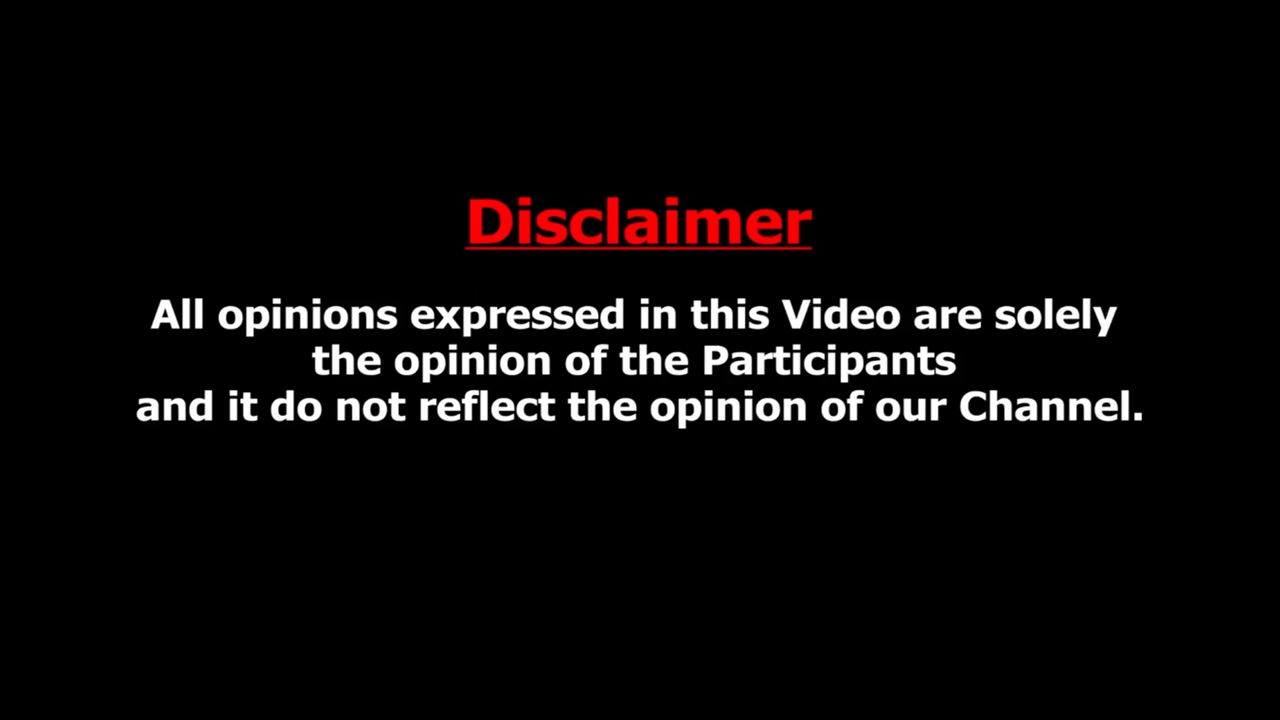 Disclaimer
All opinions expressed in this Video are solely
the opinion of the Participants
and it do not reflect the opinion of our Channel.